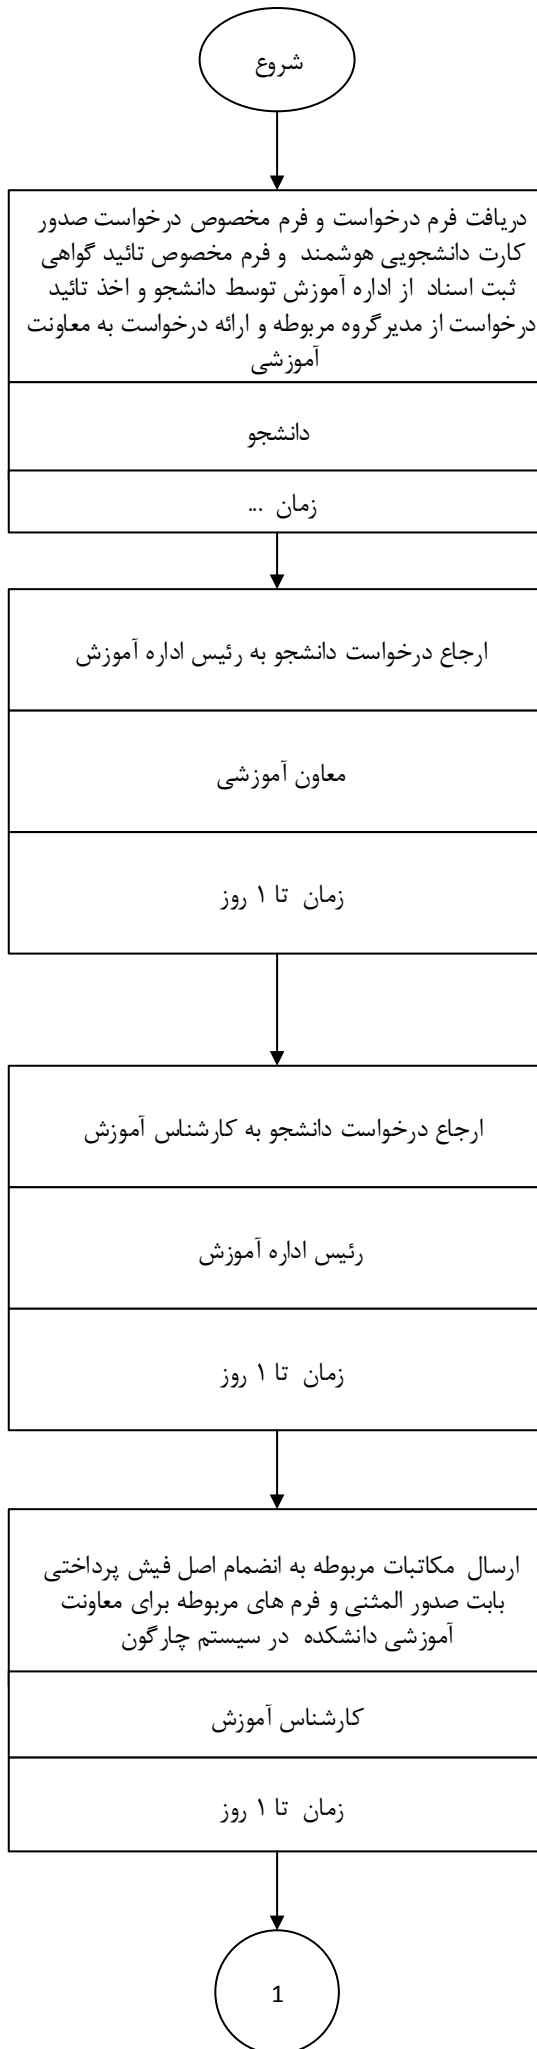 شروع
دریافت فرم درخواست و فرم مخصوص درخواست صدور
کارت دانشجویی هوشمند و فرم مخصوص تائید گواهی
ثبت اسناد از اداره آموزش توسط دانشجو و اخذ تائید
درخواست از مدیرگروه مربوطه و ارائه درخواست به معاونت
آموزشی
دانشجو
زمان ...
ارجاع درخواست دانشجو به رئیس اداره آموزش
معاون آموزشی
زمان تا ۱ روز
ارجاع درخواست دانشجو به کارشناس آموزش
رئیس اداره آموزش
زمان تا ۱ روز
ارسال مکاتبات مربوطه به انضمام اصل فیش پرداختی
بابت صدور المثنی و فرم های مربوطه برای معاونت
آموزشی دانشکده در سیستم چارگون
کارشناس آموزش
زمان تا ۱ روز
1